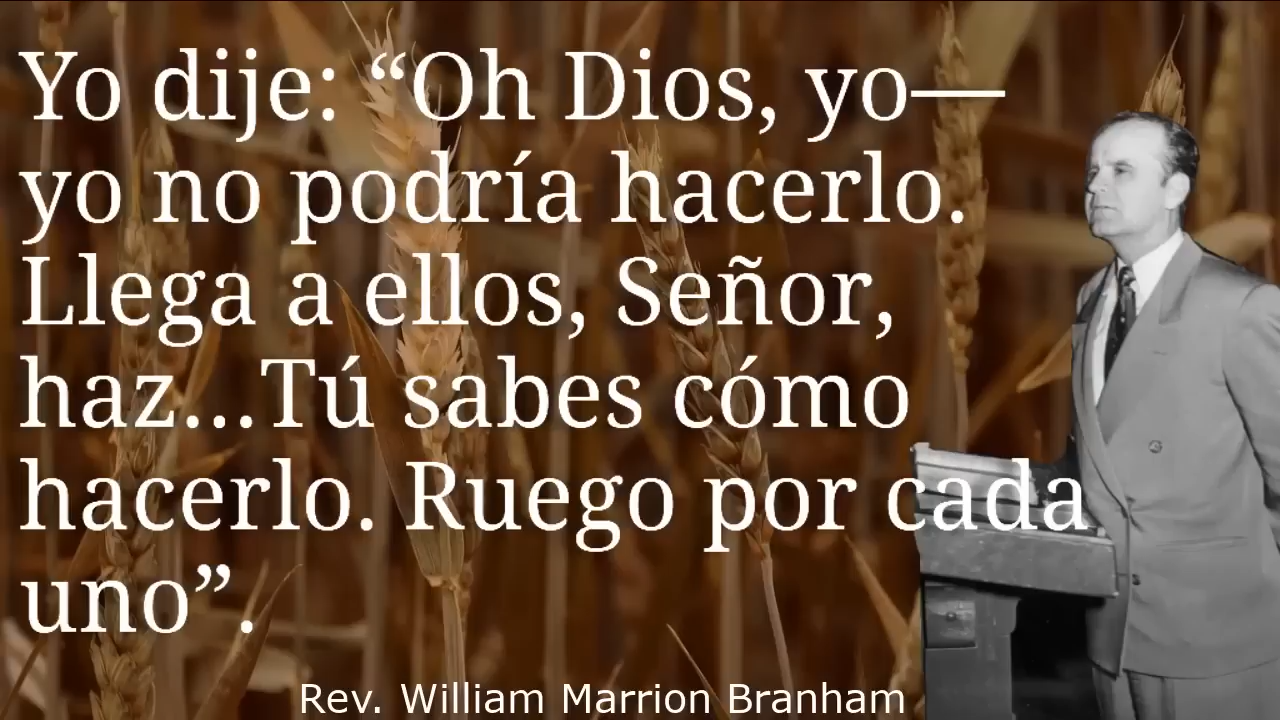 Yo dije: “Oh Dios, yo—
yo no podría hacerlo.
Llega a ellos, Señor,
haz...Tú sabes cómo
hacerlo. Ruego por cada
uno”.
Rev. William Marrion Branham